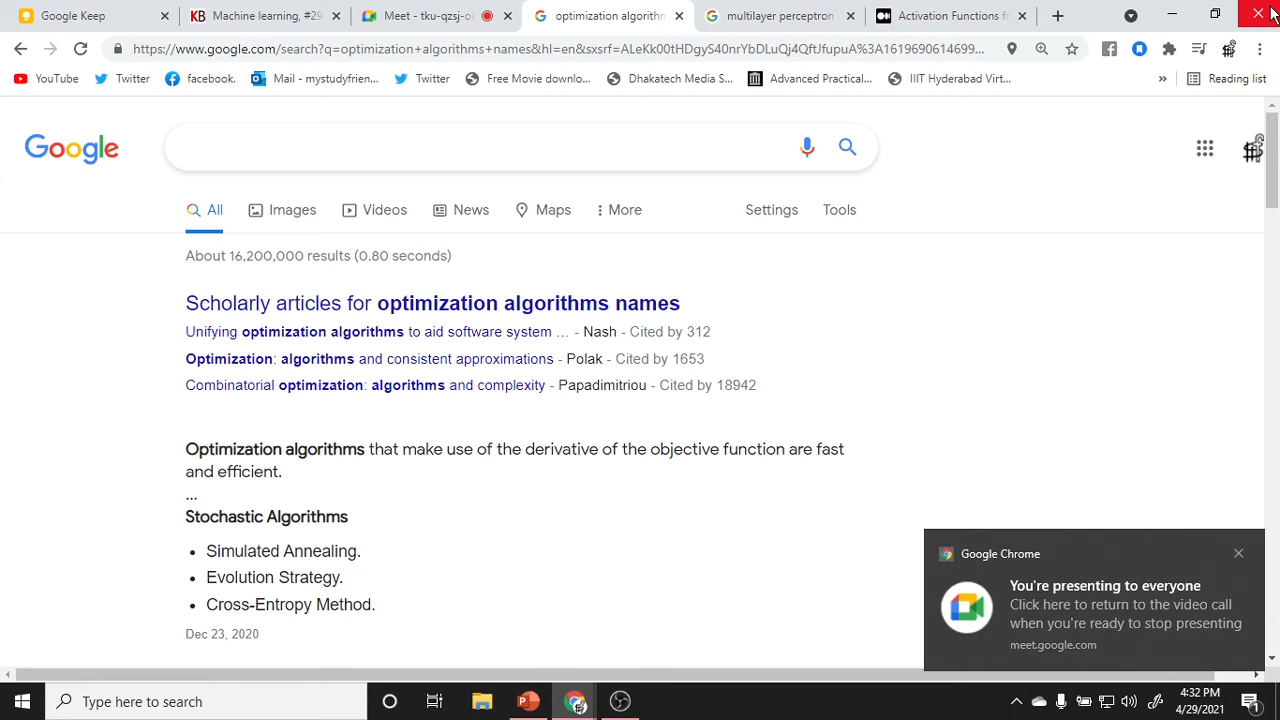 Google Keep
Machine learning, #29
Meet - tku-qzsj-o
optimization algorithm
multilayer perception
Activation Functions fo
https://www.google.com/search?q=optimization+algorithms+names&hl=en&sxsrf=ALeKk00tHDgyS40nrYbDLuQj4QftJfupuA%3A1619690614699...
YouTube
Twitter
facebook.
Mail - mystudyfrien...
Twitter
Free Movie downlo...
Dhakatech Media S...
Advanced Practical...
IIIT Hyderabad Virt...
»
Reading list
Google
All
Images
Videos
News
Maps
More
Settings
Tools
About 16,200,000 results (0.80 seconds)
Scholarly articles for optimization algorithms names
Unifying optimization algorithms to aid software system ... - Nash - Cited by 312
Optimization: algorithms and consistent approximations - Polak - Cited by 1653
Combinatorial optimization: algorithms and complexity - Papadimitriou - Cited by 18942
Optimization algorithms that make use of the derivative of the objective function are fast
and efficient.
...
Stochastic Algorithms
• Simulated Annealing.
• Evolution Strategy.
• Cross-Entropy Method.
Dec 23, 2020
Google Chrome
You're presenting to everyone
Click here to return to the video call
when you're ready to stop presenting
meet.google.com
Type here to search
4:32 PM
4/29/2021
1